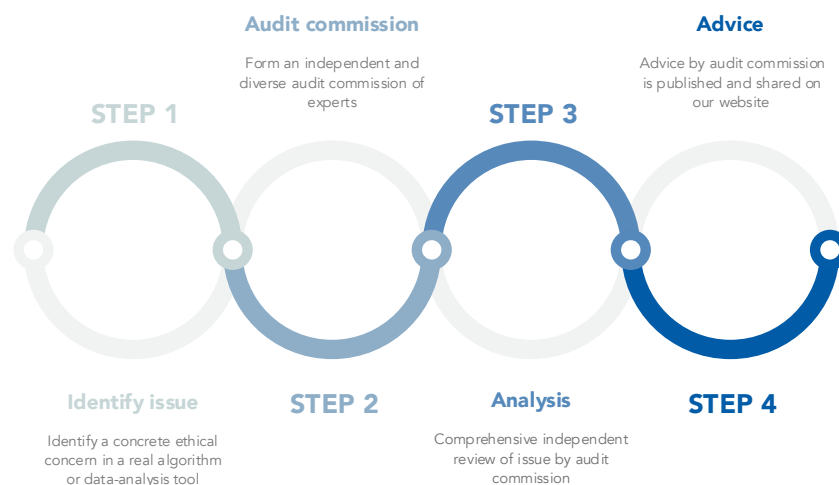 STEP 1
Identify issue
Identify a concrete ethical
concern in a real algorithm
or data-analysis tool
Audit commission
Form an independent and
diverse audit commission of
experts
STEP 2
STEP 3
Analysis
Comprehensive independent
review of issue by audit
commission
Advice
Advice by audit commission
is published and shared on
our website
STEP 4